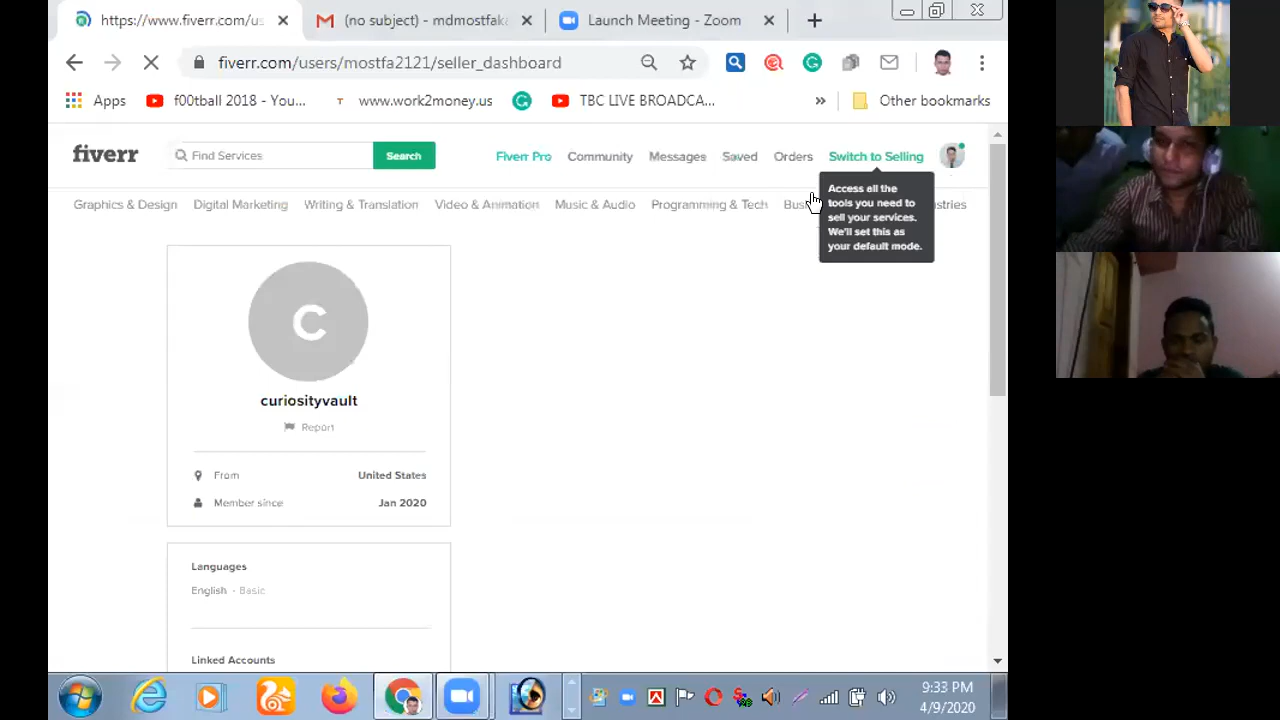 https://www.fiverr.com/us
(no subject) - mdmostfaka
Launch Meeting - Zoom
fiverr.com/users/mostfa2121/seller_dashboard
Apps
f00tball 2018 - You...
www.work2money.us
TBC LIVE BROADCA...
»
Other bookmarks
fiverr
Find Services
Search
Fiverr Pro
Community
Messages
Saved
Orders
Switch to Selling
Access all the
tools you need to
sell your services.
We'll set this as
your default mode.
Graphics & Design
Digital Marketing
Writing & Translation
Video & Animation
Music & Audio
Programming & Tech
Bus
stries
C
curiosityvault
Report
From United States
Member since Jan 2020
Languages
English - Basic
Linked Accounts
9:33 PM
4/9/2020